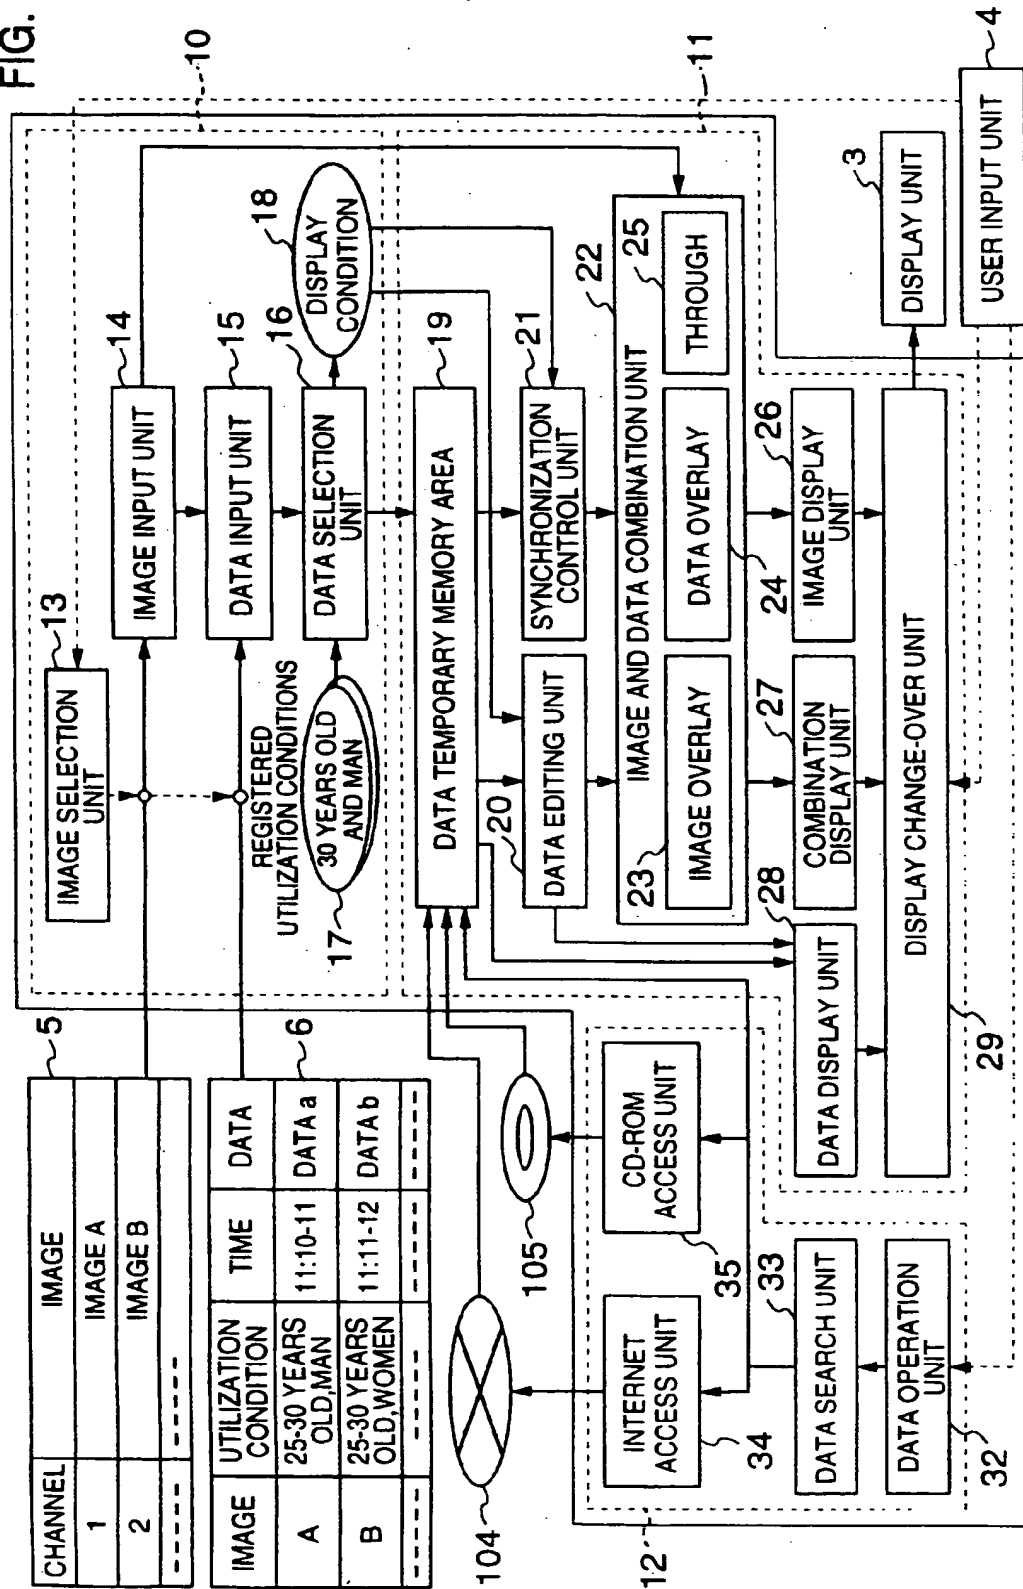 FIG.
5
CHANNEL IMAGE
1 IMAGE A
2 IMAGE B
6
IMAGE UTILIZATION CONDITION TIME DATA
A 25-30 YEARS OLD,MAN 11:10-11 DATA a
B 25-30 YEARS OLD,WOMEN 11:11-12 DATA b
10
13
IMAGE SELECTION
UNIT
14
IMAGE INPUT UNIT
15
DATA INPUT UNIT
REGISTERED
UTILIZATION CONDITIONS
17
30 YEARS OLD
AND MAN
16
DATA SELECTION
UNIT
18
DISPLAY
CONDITION
11
19
DATA TEMPORARY MEMORY AREA
20
DATA EDITING UNIT
21
SYNCHRONIZATION
CONTROL UNIT
22
IMAGE AND DATA COMBINATION UNIT
23
IMAGE OVERLAY
24
DATA OVERLAY
25
THROUGH
28
DATA DISPLAY UNIT
27
COMBINATION
DISPLAY UNIT
26
IMAGE DISPLAY
UNIT
29
DISPLAY CHANGE-OVER UNIT
3
DISPLAY UNIT
4
USER INPUT UNIT
104
105
12
34
INTERNET
ACCESS UNIT
35
CD-ROM
ACCESS UNIT
33
DATA SEARCH UNIT
32
DATA OPERATION
UNIT